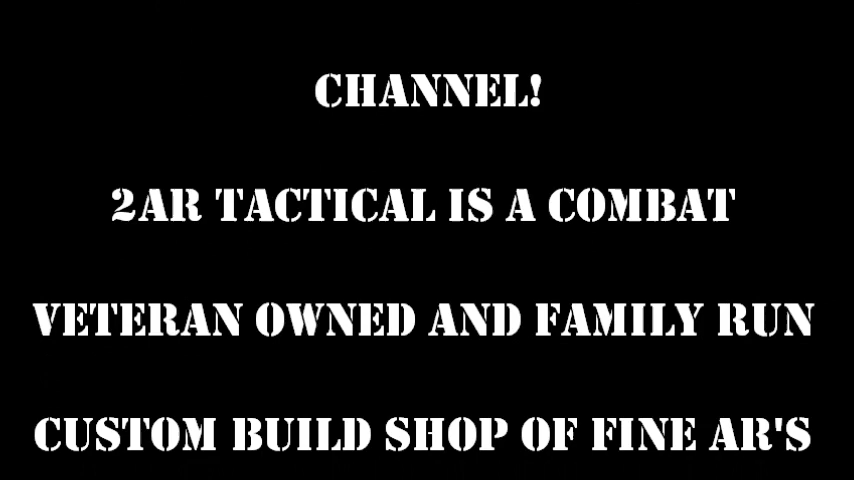 CHANNEL!
2AR TACTICAL IS A COMBAT
VETERAN OWNED AND FAMILY RUN
CUSTOM BUILD SHOP OF FINE AR'S